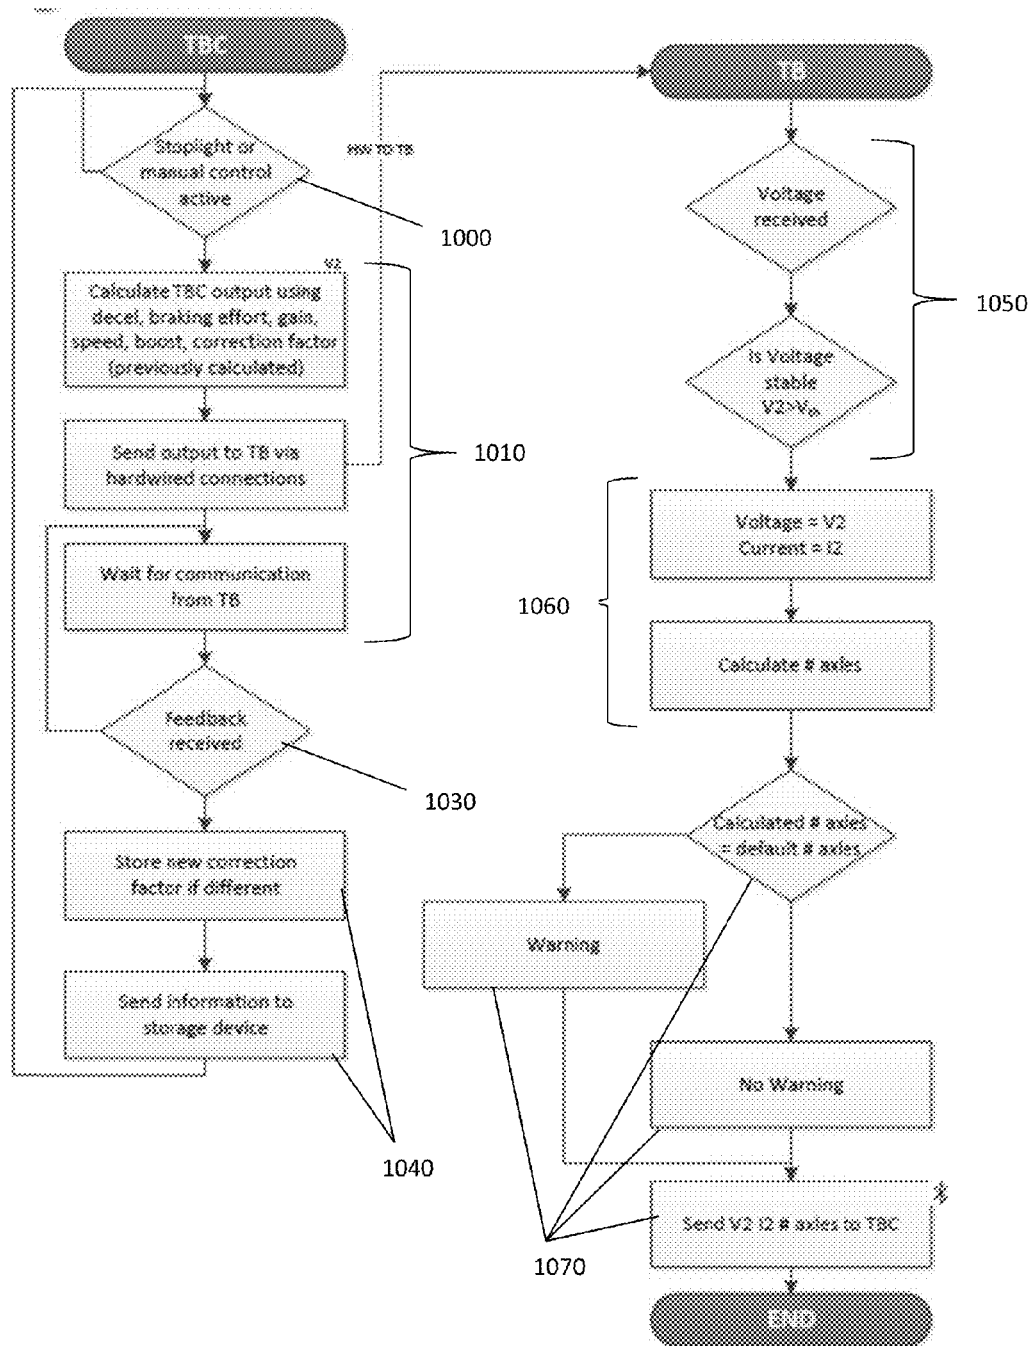 TBC
Stoplight or
manual control
active
1000
V2
Calculate TBC output using
decel, braking effort, gain,
speed, boost, correction factor
(previously calculated)
Send output to TB via
hardwired connections
1010
Wait for communication
from TB
Feedback
received
1030
Store new correction
factor if different
Send information to
storage device
1040
HW TO TB
TB
Voltage
received
1050
Is Voltage
stable
V2>Vth
Voltage = V2
Current = I2
1060
Calculate # axles
Calculated # axles
= default # axles
Warning
No Warning
Send V2 I2 # axles to TBC
1070
END